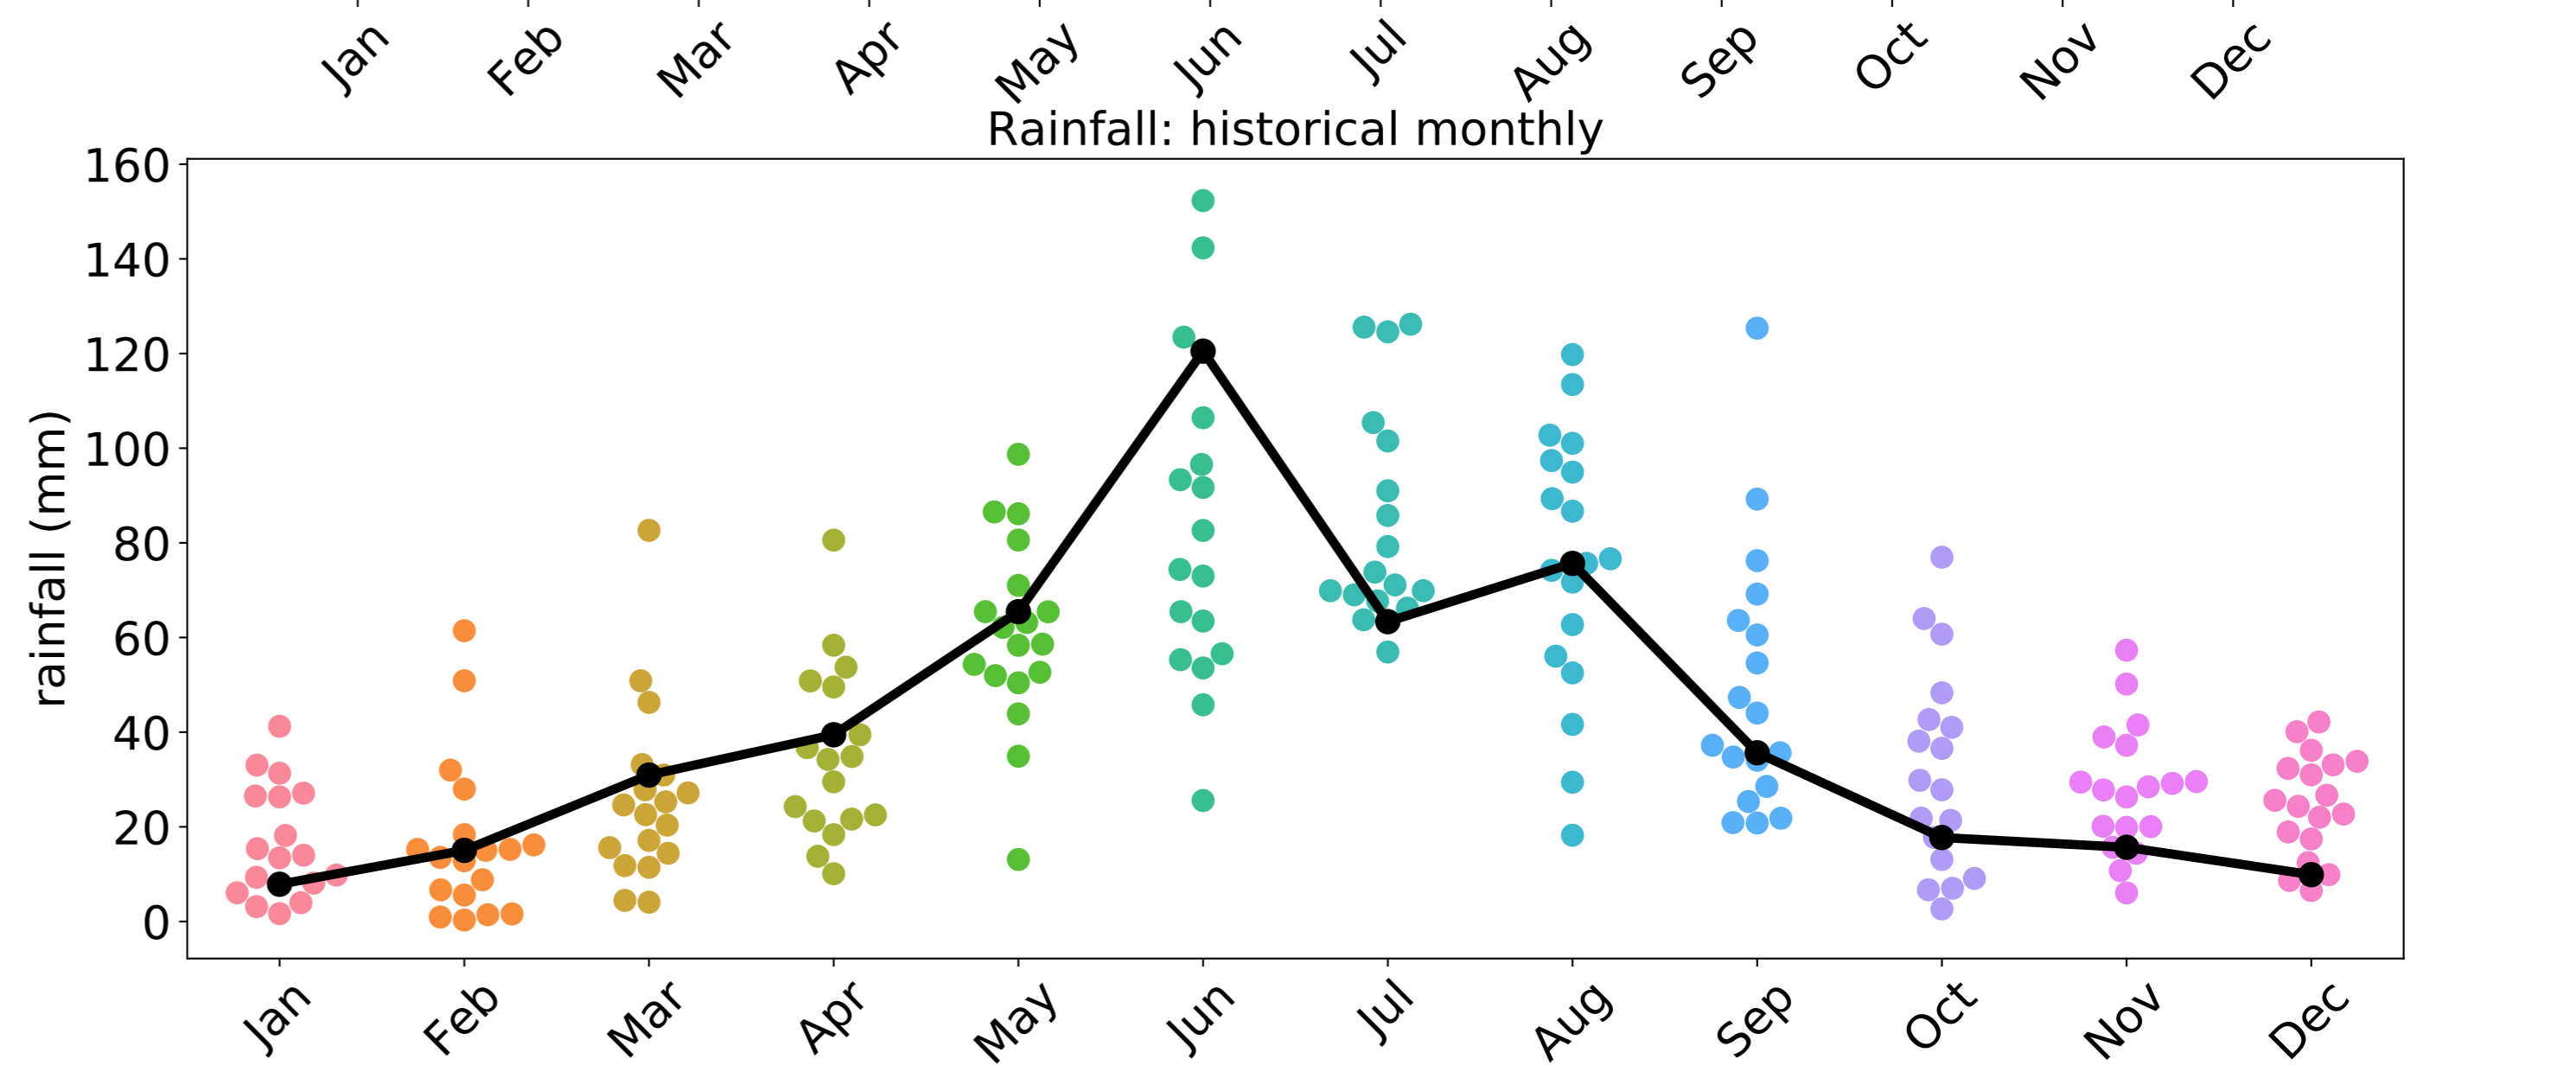 Jan Feb Mar Apr May Jun Jul Aug Sep Oct Nov Dec
Rainfall: historical monthly
160
140
120
100
80
60
40
20
0
rainfall (mm)
Jan Feb Mar Apr May Jun Jul Aug Sep Oct Nov Dec